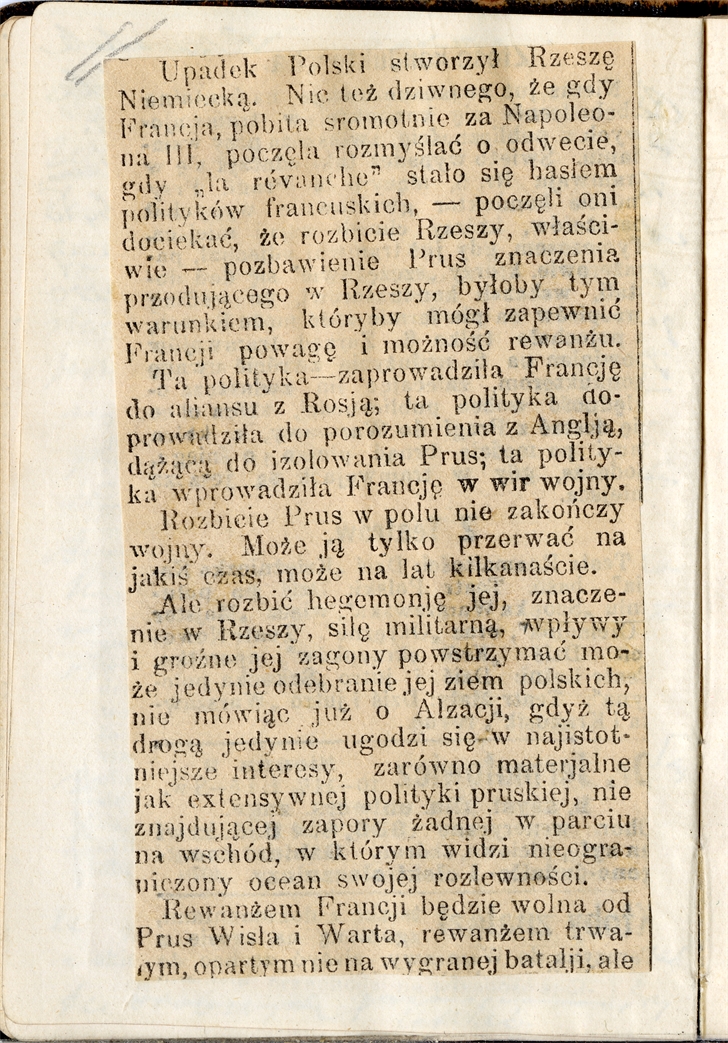 Upadek Polski stworzył Rzeszę
Niemiecką. Nic też dziwnego, że gdy
Francja, pobita sromotnie za Napoleo-
na III, poczęła rozmyślać o odwecie,
gdy „la révanche” stało się hasłem
polityków francuskich, — poczęli oni
dociekać, że rozbicie Rzeszy, właści-
wie — pozbawienie Prus znaczenia
przodującego w Rzeszy, byłoby tym
warunkiem, któryby mógł zapewnić
Francji powagę i możność rewanżu.
Ta polityka—zaprowadziła Francję
do aliansu z Rosją; ta polityka do-
prowadziła do porozumienia z Anglją,
dążącą do izolowania Prus; ta polity-
ka wprowadziła Francję w wir wojny.
Rozbicie Prus w polu nie zakończy
wojny. Może ją tylko przerwać na
jakiś czas, może na lat kilkanaście.
Ale rozbić hegemonję jej, znacze-
nie w Rzeszy, siłę militarną, wpływy
i groźne jej zagony powstrzymać mo-
że jedynie odebranie jej ziem polskich,
nie mówiąc już o Alzacji, gdyż tą
drogą jedynie ugodzi się w najistot-
niejsze interesy, zarówno materjalne
jak extensywnej polityki pruskiej, nie
znajdującej zapory żadnej w parciu
na wschód, w którym widzi nieogra-
niczony ocean swojej rozlewności.
Rewanżem Francji będzie wolna od
Prus Wisła i Warta, rewanżem trwa-
łym, opartym nie na wygranej batalji, ale